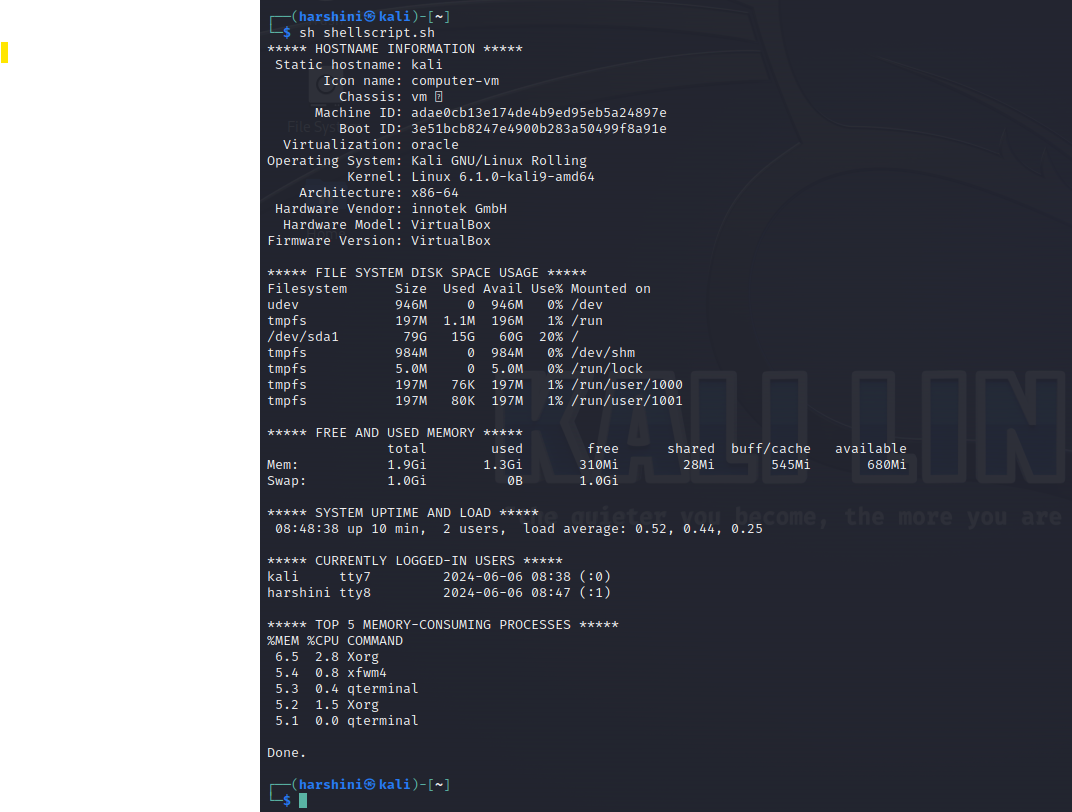 ┌──(harshini㉿kali)-[~]
└─$ sh shellscript.sh
***** HOSTNAME INFORMATION *****
 Static hostname: kali
       Icon name: computer-vm
         Chassis: vm
      Machine ID: adae0cb13e174de4b9ed95eb5a24897e
         Boot ID: 3e51bcb8247e4900b283a50499f8a91e
  Virtualization: oracle
Operating System: Kali GNU/Linux Rolling
          Kernel: Linux 6.1.0-kali9-amd64
    Architecture: x86-64
 Hardware Vendor: innotek GmbH
  Hardware Model: VirtualBox
Firmware Version: VirtualBox
***** FILE SYSTEM DISK SPACE USAGE *****
Filesystem      Size  Used Avail Use% Mounted on
udev            946M     0  946M   0% /dev
tmpfs           197M  1.1M  196M   1% /run
/dev/sda1        79G   15G   60G  20% /
tmpfs           984M     0  984M   0% /dev/shm
tmpfs           5.0M     0  5.0M   0% /run/lock
tmpfs           197M   76K  197M   1% /run/user/1000
tmpfs           197M   80K  197M   1% /run/user/1001
***** FREE AND USED MEMORY *****
               total        used        free      shared  buff/cache   available
Mem:           1.9Gi       1.3Gi       310Mi        28Mi       545Mi       680Mi
Swap:          1.0Gi          0B       1.0Gi
***** SYSTEM UPTIME AND LOAD *****
 08:48:38 up 10 min,  2 users,  load average: 0.52, 0.44, 0.25
***** CURRENTLY LOGGED-IN USERS *****
kali     tty7         2024-06-06 08:38 (:0)
harshini tty8         2024-06-06 08:47 (:1)
***** TOP 5 MEMORY-CONSUMING PROCESSES *****
%MEM %CPU COMMAND
 6.5  2.8 Xorg
 5.4  0.8 xfwm4
 5.3  0.4 qterminal
 5.2  1.5 Xorg
 5.1  0.0 qterminal
Done.
┌──(harshini㉿kali)-[~]
└─$
KALI LIN
the quieter you become, the more you are